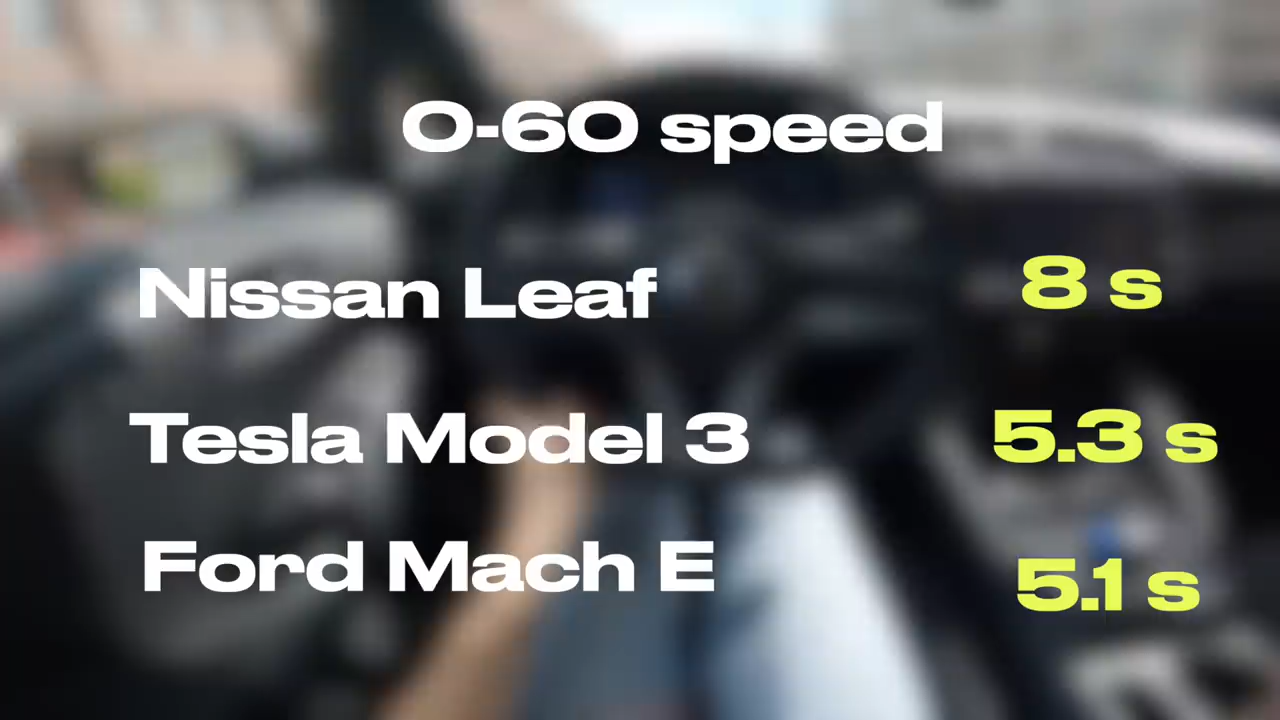 0-60 speed
Nissan Leaf 8 s
Tesla Model 3 5.3 s
Ford Mach E 5.1 s